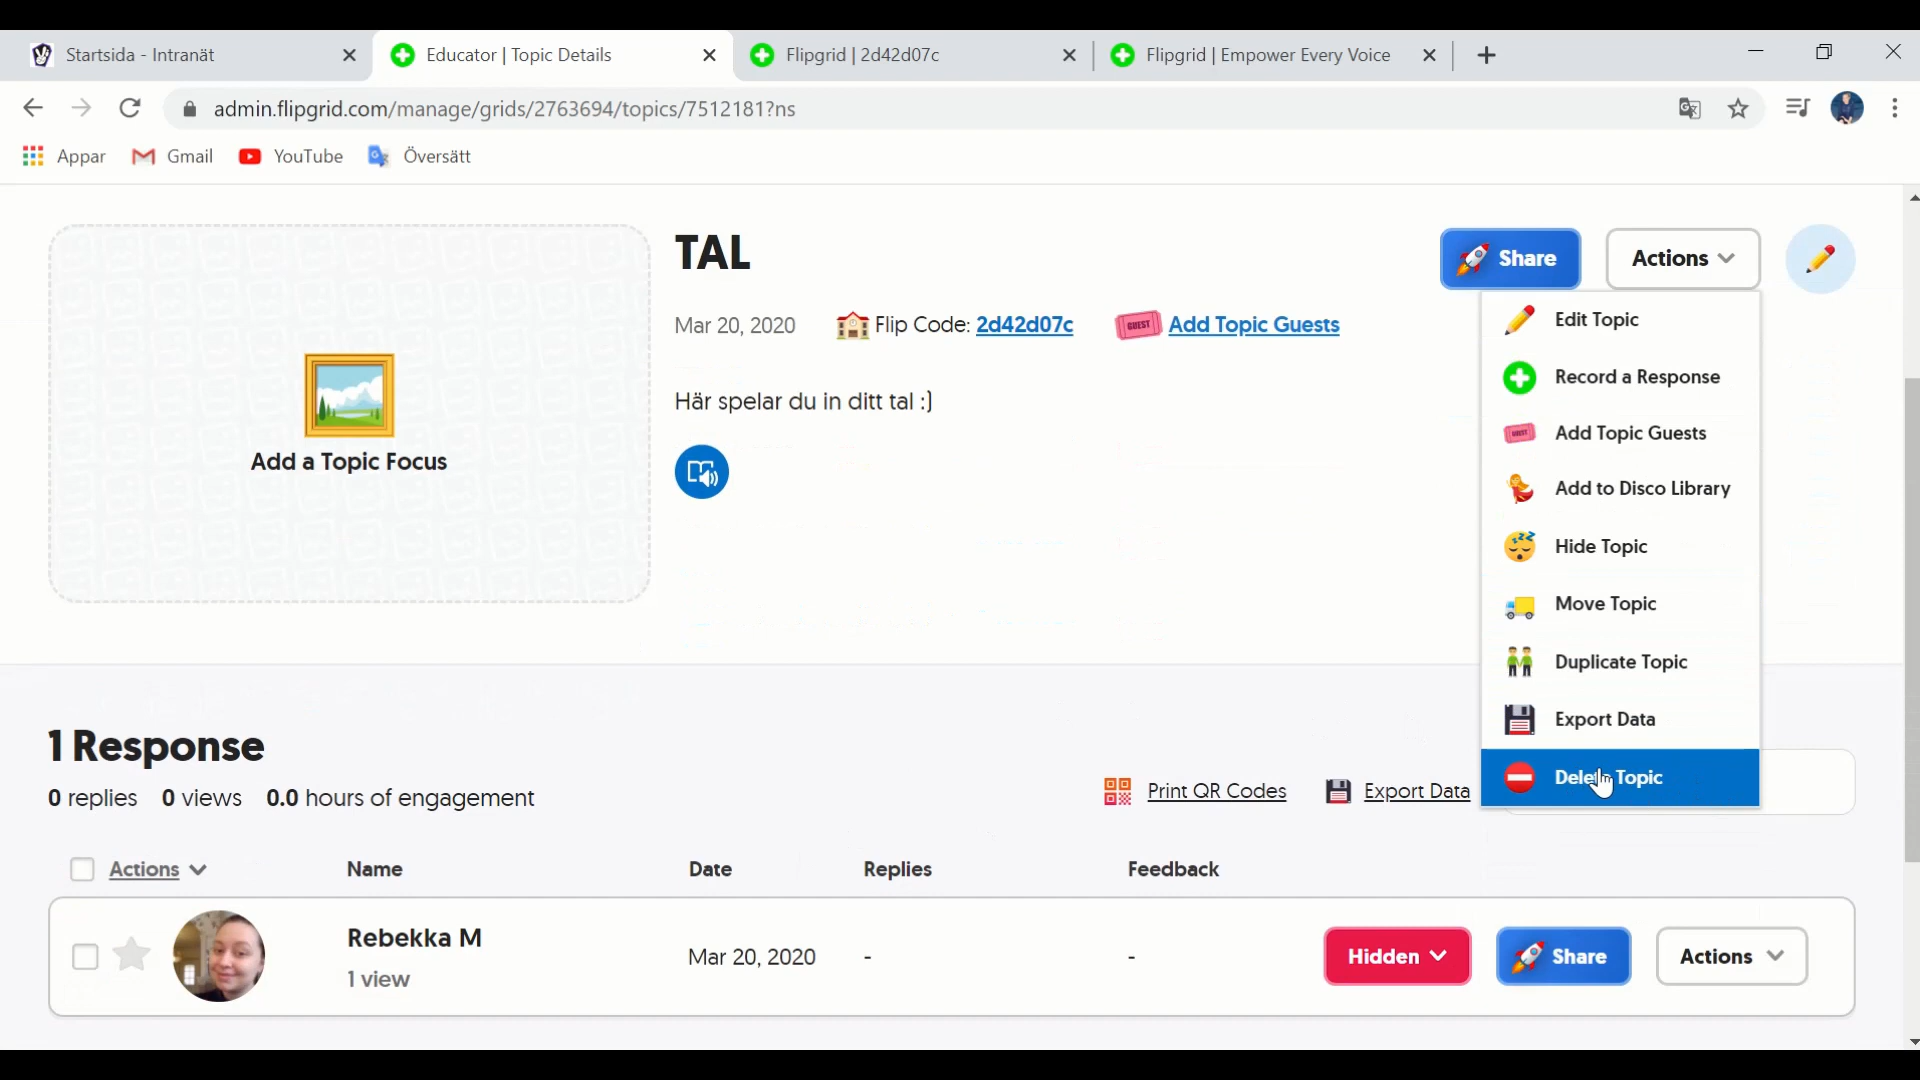 Startsida - Intranät
Educator | Topic Details
Flipgrid | 2d42d07c
Flipgrid | Empower Every Voice
admin.flipgrid.com/manage/grids/2763694/topics/7512181?ns
Appar
Gmail
YouTube
Översätt
TAL
Share
Actions
Mar 20, 2020
Flip Code: 2d42d07c
GUEST
Add Topic Guests
Här spelar du in ditt tal :)
Add a Topic Focus
Edit Topic
Record a Response
GUEST
Add Topic Guests
Add to Disco Library
Hide Topic
Move Topic
Duplicate Topic
Export Data
Delete Topic
1 Response
0 replies 0 views 0.0 hours of engagement
Print QR Codes
Export Data
Actions
Name
Date
Replies
Feedback
Rebekka M
1 view
Mar 20, 2020
-
-
Hidden
Share
Actions